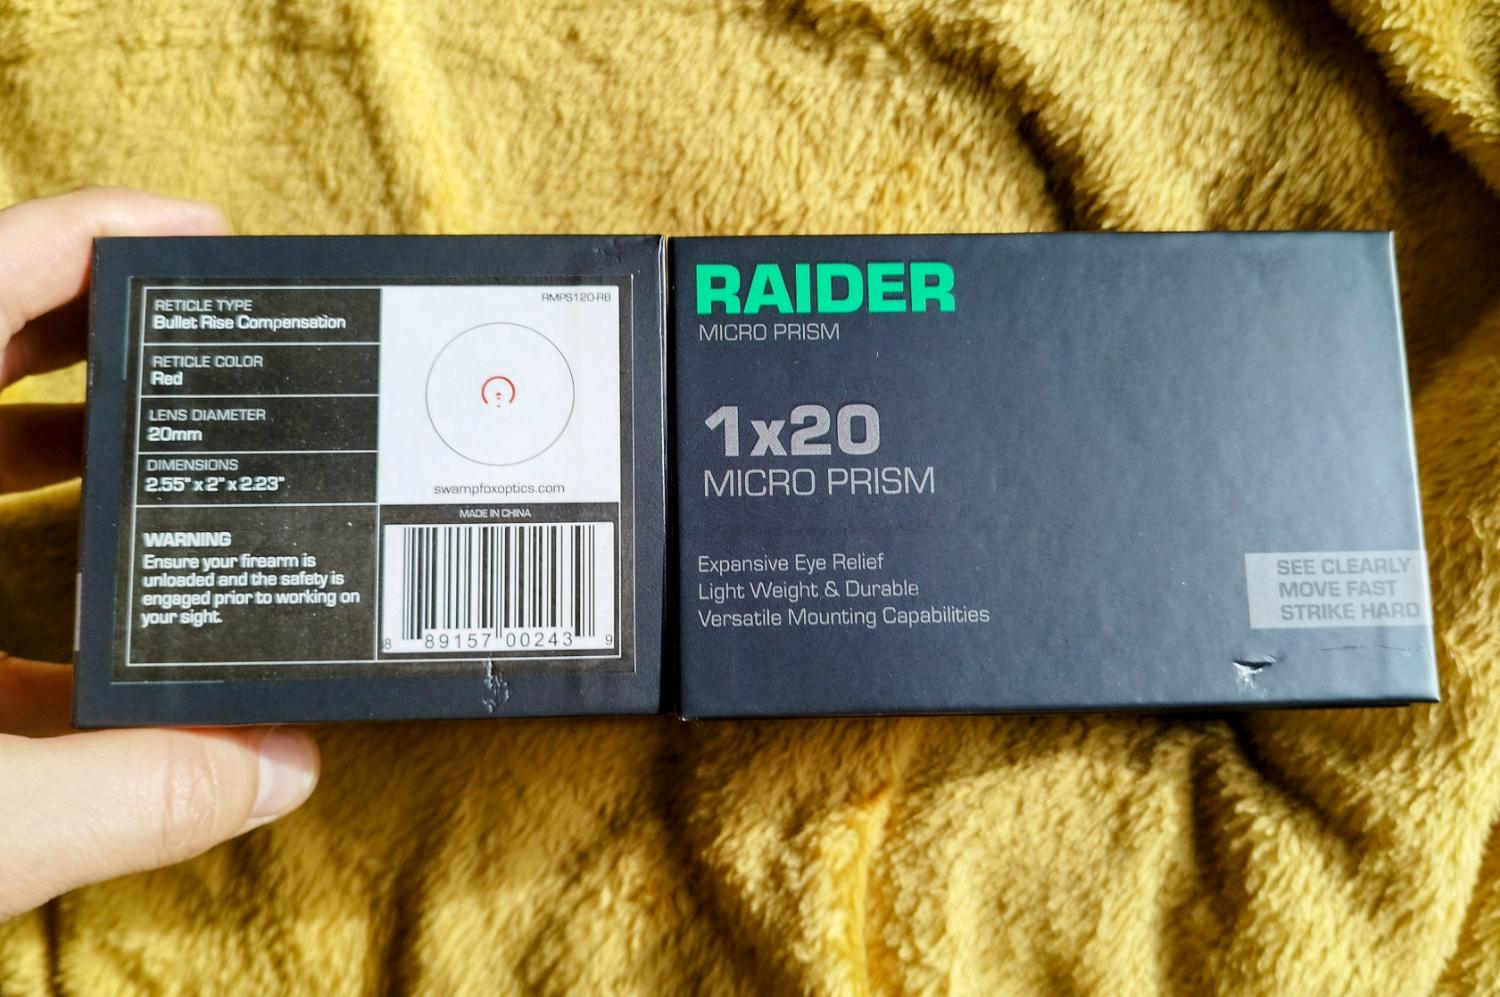 RETICLE TYPE
Bullet Rise Compensation
RETICLE COLOR
Red
LENS DIAMETER
20mm
DIMENSIONS
2.55" x 2" x 2.23"
WARNING
Ensure your firearm is
unloaded and the safety is
engaged prior to working on
your sight.
RMPS120-RB
swampfoxoptics.com
MADE IN CHINA
8 89157 00243 9
RAIDER
MICRO PRISM
1x20
MICRO PRISM
Expansive Eye Relief
Light Weight & Durable
Versatile Mounting Capabilities
SEE CLEARLY
MOVE FAST
STRIKE HARD